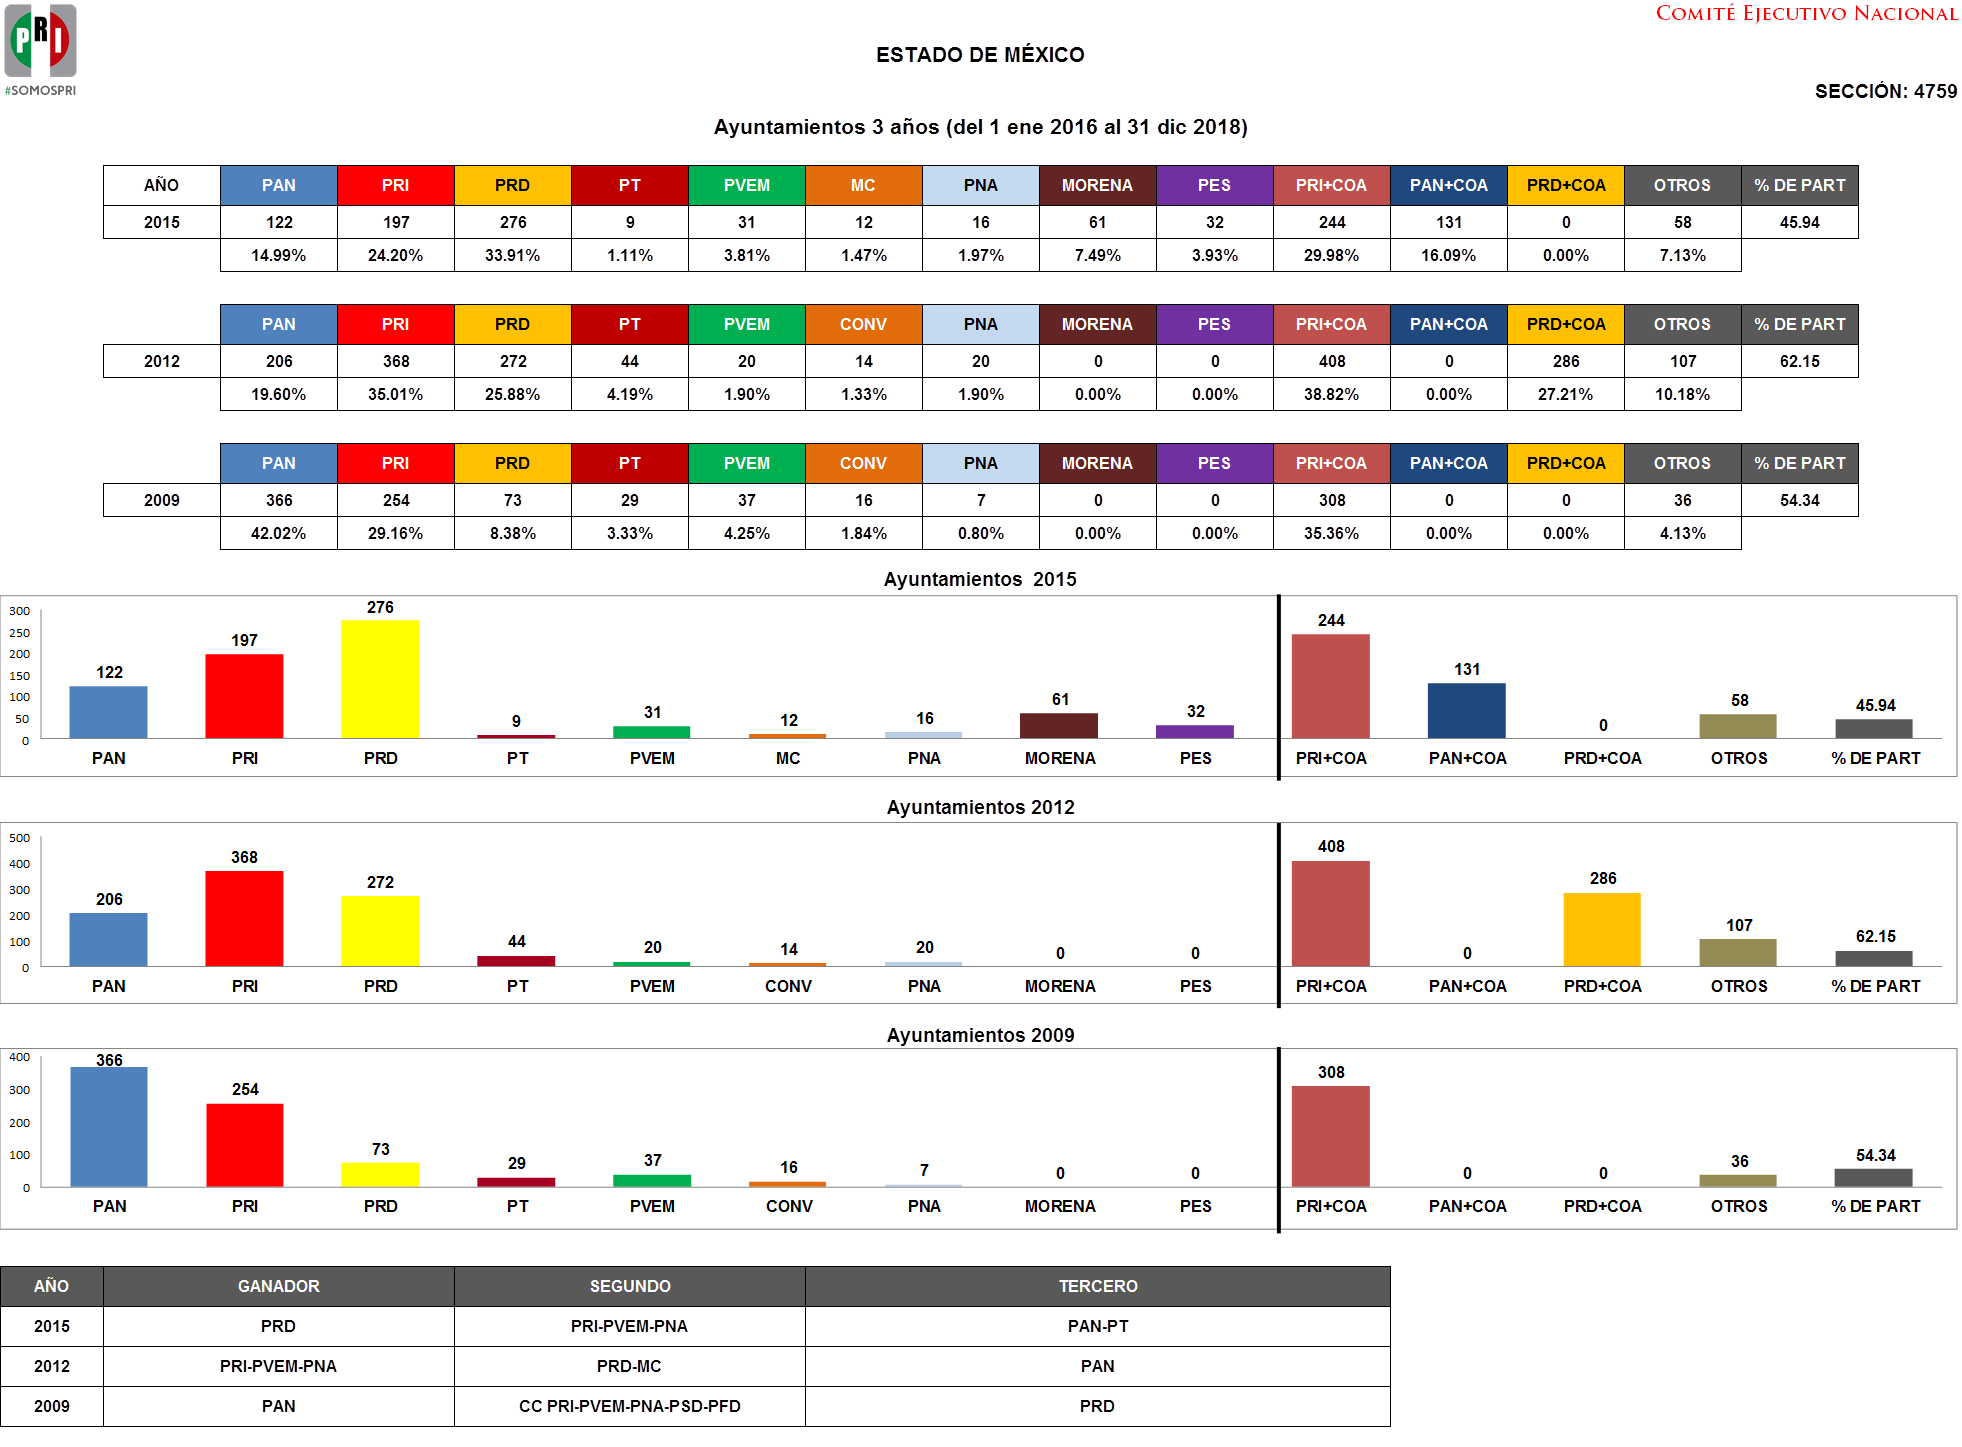 PRI
#SOMOSPRI
COMITÉ EJECUTIVO NACIONAL
ESTADO DE MÉXICO
SECCIÓN: 4759
Ayuntamientos 3 años (del 1 ene 2016 al 31 dic 2018)
AÑO PAN PRI PRD PT PVEM MC PNA MORENA PES PRI+COA PAN+COA PRD+COA OTROS % DE PART
2015 122 197 276 9 31 12 16 61 32 244 131 0 58 45.94
14.99% 24.20% 33.91% 1.11% 3.81% 1.47% 1.97% 7.49% 3.93% 29.98% 16.09% 0.00% 7.13%
PAN PRI PRD PT PVEM CONV PNA MORENA PES PRI+COA PAN+COA PRD+COA OTROS % DE PART
2012 206 368 272 44 20 14 20 0 0 408 0 286 107 62.15
19.60% 35.01% 25.88% 4.19% 1.90% 1.33% 1.90% 0.00% 0.00% 38.82% 0.00% 27.21% 10.18%
PAN PRI PRD PT PVEM CONV PNA MORENA PES PRI+COA PAN+COA PRD+COA OTROS % DE PART
2009 366 254 73 29 37 16 7 0 0 308 0 0 36 54.34
42.02% 29.16% 8.38% 3.33% 4.25% 1.84% 0.80% 0.00% 0.00% 35.36% 0.00% 0.00% 4.13%
Ayuntamientos 2015
300
250
200
150
100
50
0
122 197 276 9 31 12 16 61 32 244 131 0 58 45.94
PAN PRI PRD PT PVEM MC PNA MORENA PES PRI+COA PAN+COA PRD+COA OTROS % DE PART
Ayuntamientos 2012
500
400
300
200
100
0
206 368 272 44 20 14 20 0 0 408 0 286 107 62.15
PAN PRI PRD PT PVEM CONV PNA MORENA PES PRI+COA PAN+COA PRD+COA OTROS % DE PART
Ayuntamientos 2009
400
300
200
100
0
366 254 73 29 37 16 7 0 0 308 0 0 36 54.34
PAN PRI PRD PT PVEM CONV PNA MORENA PES PRI+COA PAN+COA PRD+COA OTROS % DE PART
AÑO GANADOR SEGUNDO TERCERO
2015 PRD PRI-PVEM-PNA PAN-PT
2012 PRI-PVEM-PNA PRD-MC PAN
2009 PAN CC PRI-PVEM-PNA-PSD-PFD PRD